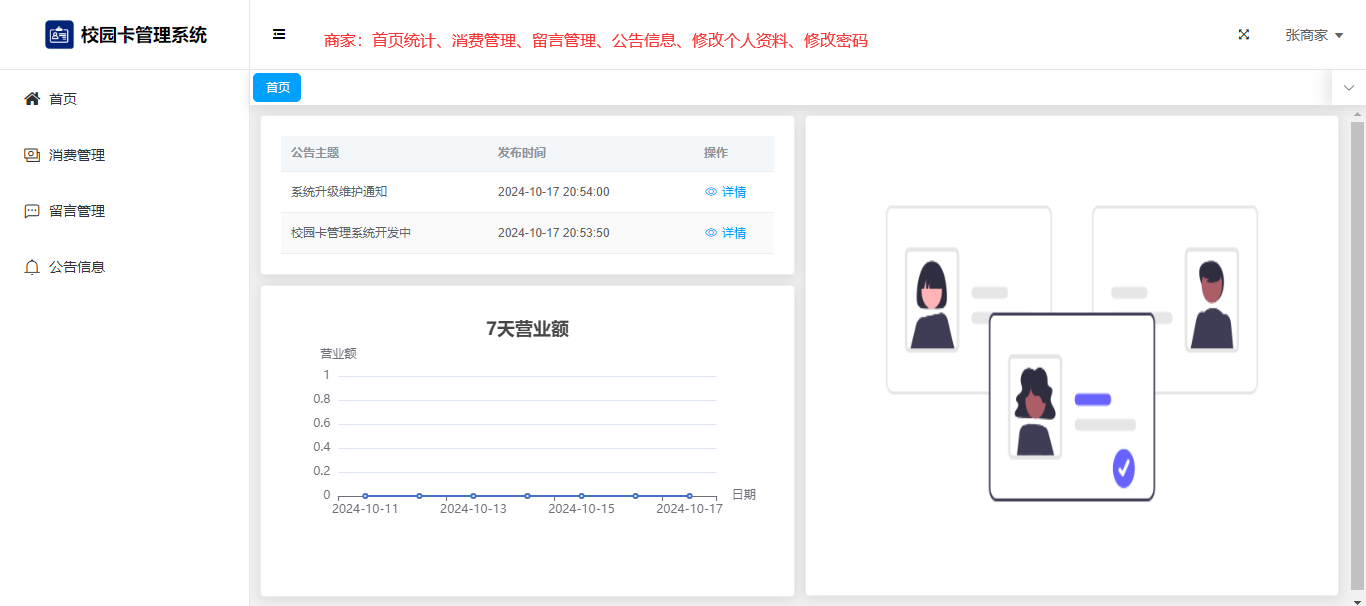 校园卡管理系统
商家：首页统计、消费管理、留言管理、公告信息、修改个人资料、修改密码
张商家
首页
消费管理
留言管理
公告信息
首页
公告主题 发布时间 操作
系统升级维护通知 2024-10-17 20:54:00 详情
校园卡管理系统开发中 2024-10-17 20:53:50 详情
7天营业额
营业额
1
0.8
0.6
0.4
0.2
0
日期
2024-10-11 2024-10-13 2024-10-15 2024-10-17